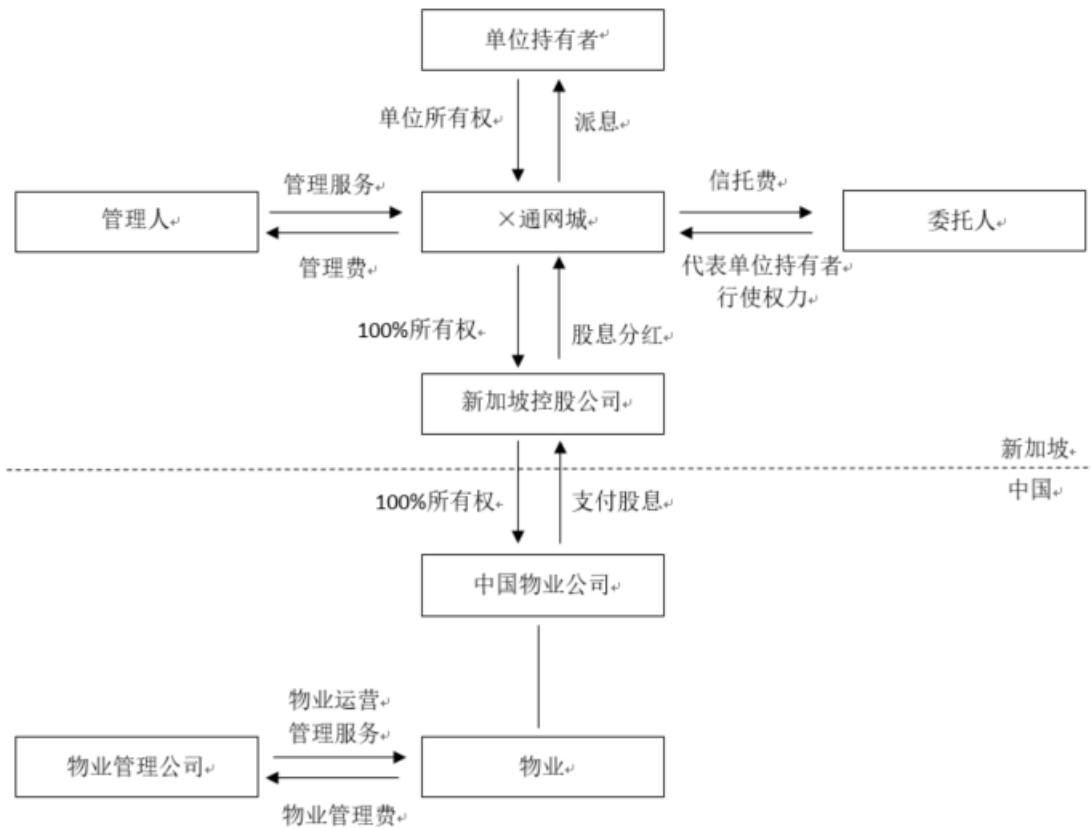 单位持有者
单位所有权
派息
管理服务
信托费
管理人
×通网城
委托人
管理费
代表单位持有者
行使权力
100%所有权
股息分红
新加坡控股公司
新加坡
中国
100%所有权
支付股息
中国物业公司
物业运营
管理服务
物业管理公司
物业
物业管理费